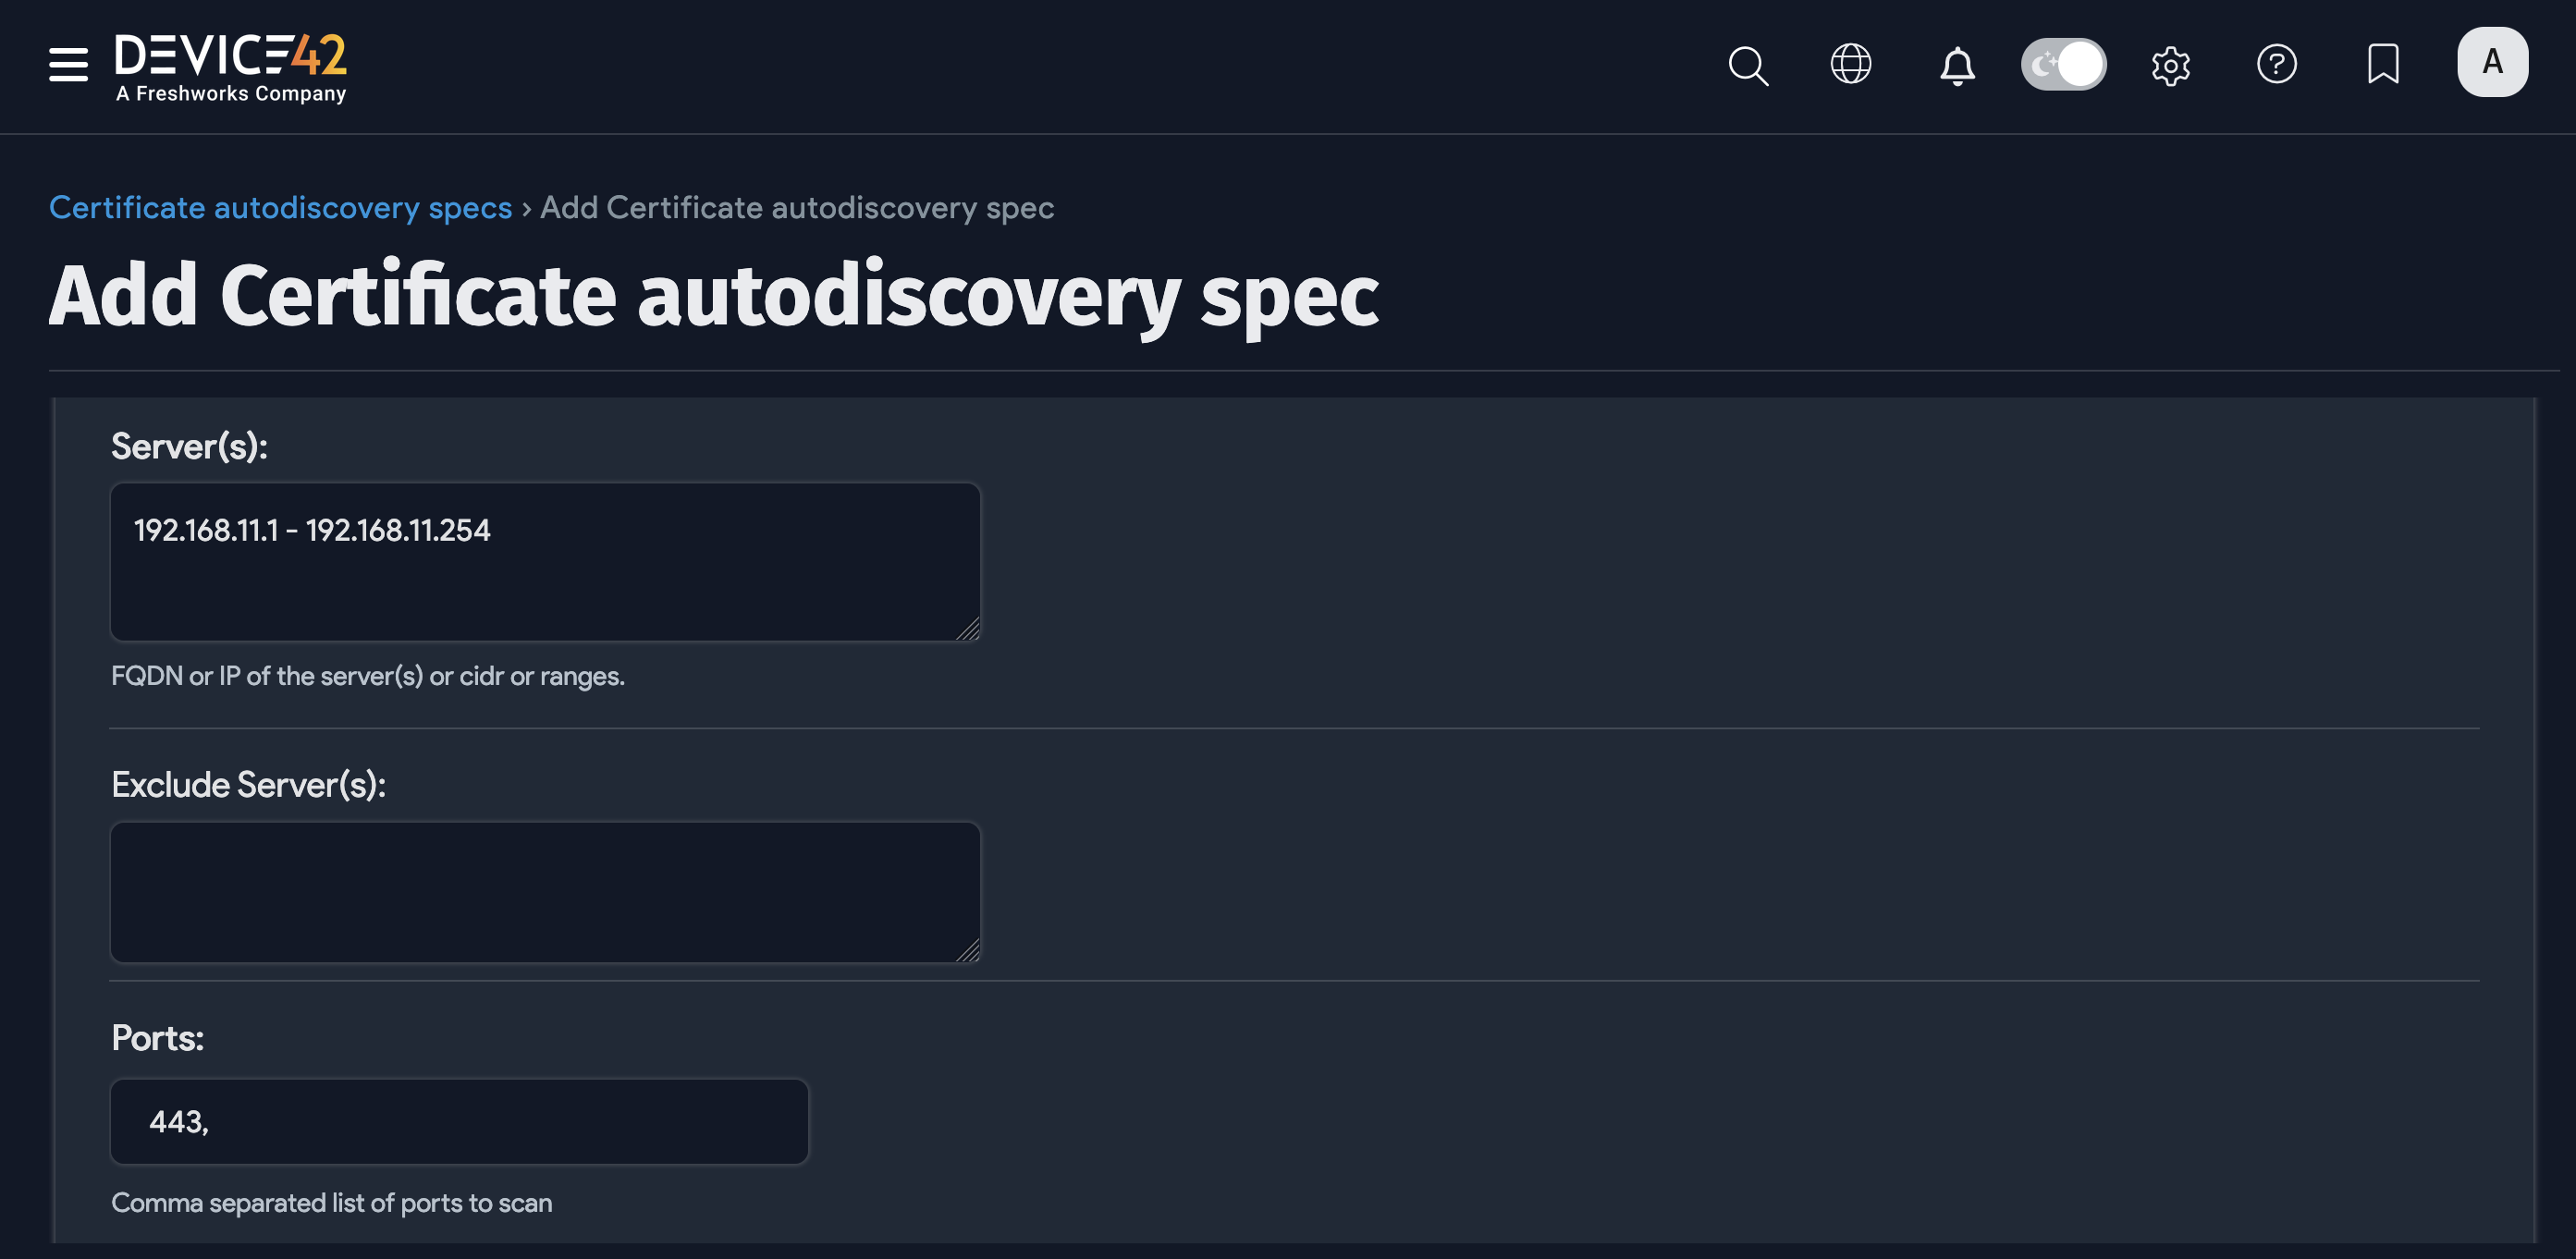 DEVICE42
A Freshworks Company
A
Certificate autodiscovery specs › Add Certificate autodiscovery spec
Add Certificate autodiscovery spec
Server(s):
192.168.11.1 - 192.168.11.254
FQDN or IP of the server(s) or cidr or ranges.
Exclude Server(s):
Ports:
443,
Comma separated list of ports to scan